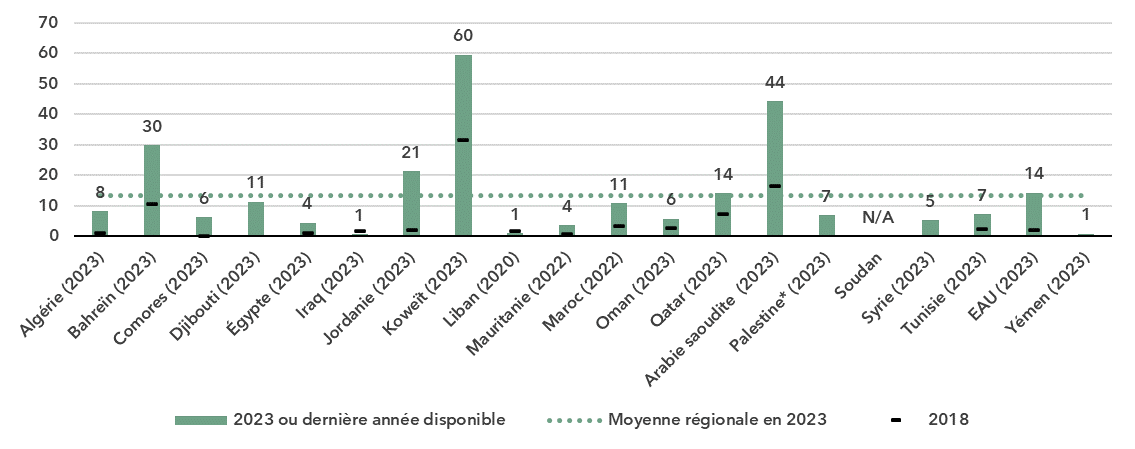 70
60
50
40
30
20
10
0
8
30
6
11
4
1
21
60
1
4
11
6
14
44
7
N/A
5
7
14
1
Algérie (2023)
Bahrein (2023)
Comores (2023)
Djibouti (2023)
Égypte (2023)
Iraq (2023)
Jordanie (2023)
Koweït (2023)
Liban (2020)
Mauritanie (2022)
Maroc (2022)
Oman (2023)
Qatar (2023)
Arabie saoudite (2023)
Palestine* (2023)
Soudan
Syrie (2023)
Tunisie (2023)
EAU (2023)
Yémen (2023)
2023 ou dernière année disponible
Moyenne régionale en 2023
2018